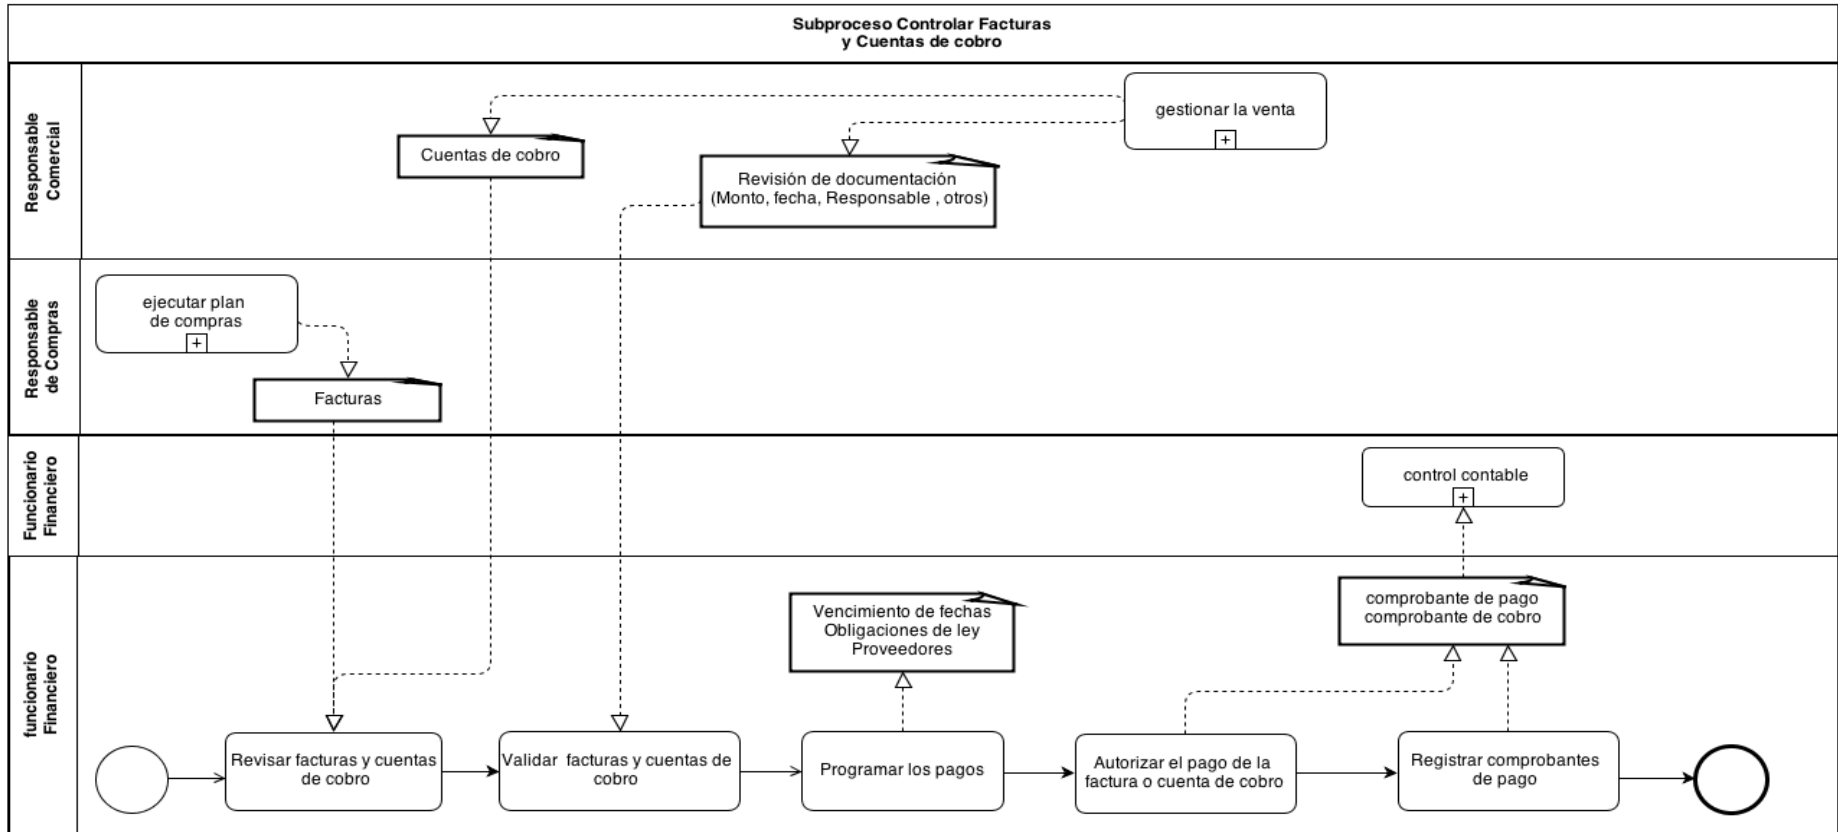 Subproceso Controlar Facturas
y Cuentas de cobro
Responsable
Comercial
gestionar la venta
+
Cuentas de cobro
Revisión de documentación
(Monto, fecha, Responsable , otros)
Responsable
de Compras
ejecutar plan
de compras
+
Facturas
Funcionario
Financiero
control contable
+
funcionario
Financiero
Vencimiento de fechas
Obligaciones de ley
Proveedores
comprobante de pago
comprobante de cobro
Revisar facturas y cuentas
de cobro
Validar facturas y cuentas de
cobro
Programar los pagos
Autorizar el pago de la
factura o cuenta de cobro
Registrar comprobantes
de pago